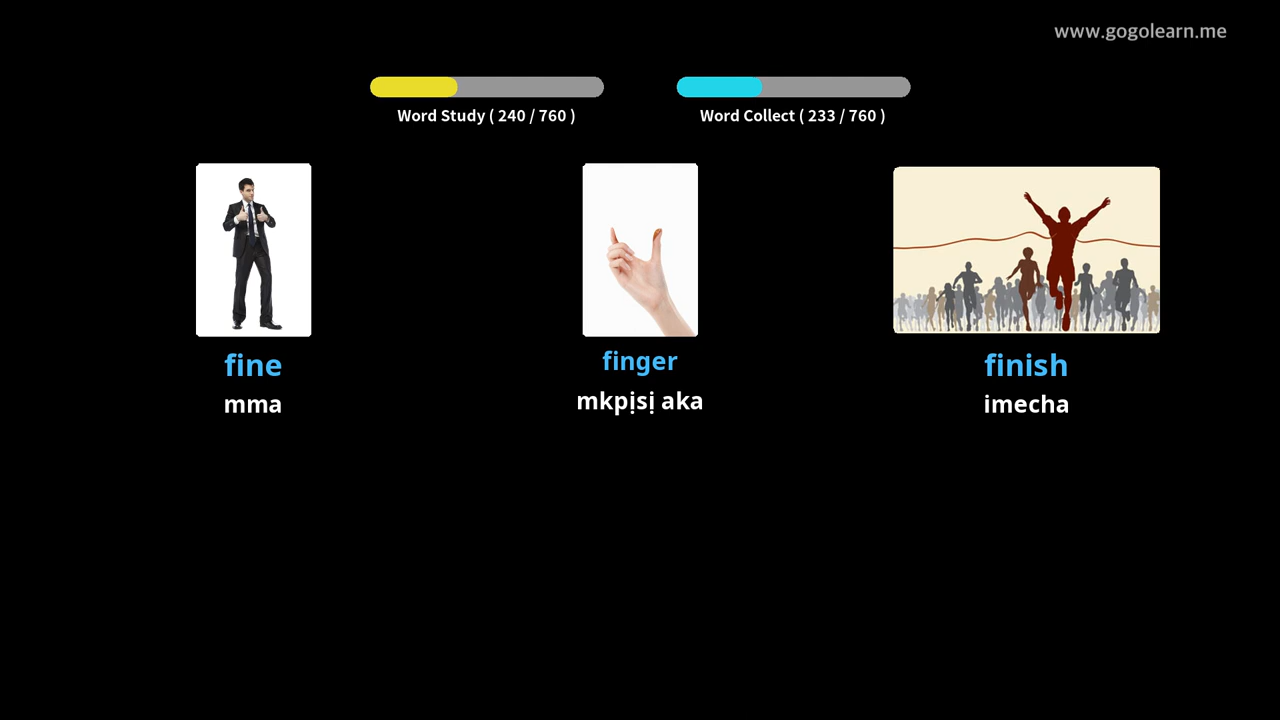 www.gogolearn.me
Word Study ( 240 / 760 )
Word Collect ( 233 / 760 )
fine
mma
finger
mkpịsị aka
finish
imecha